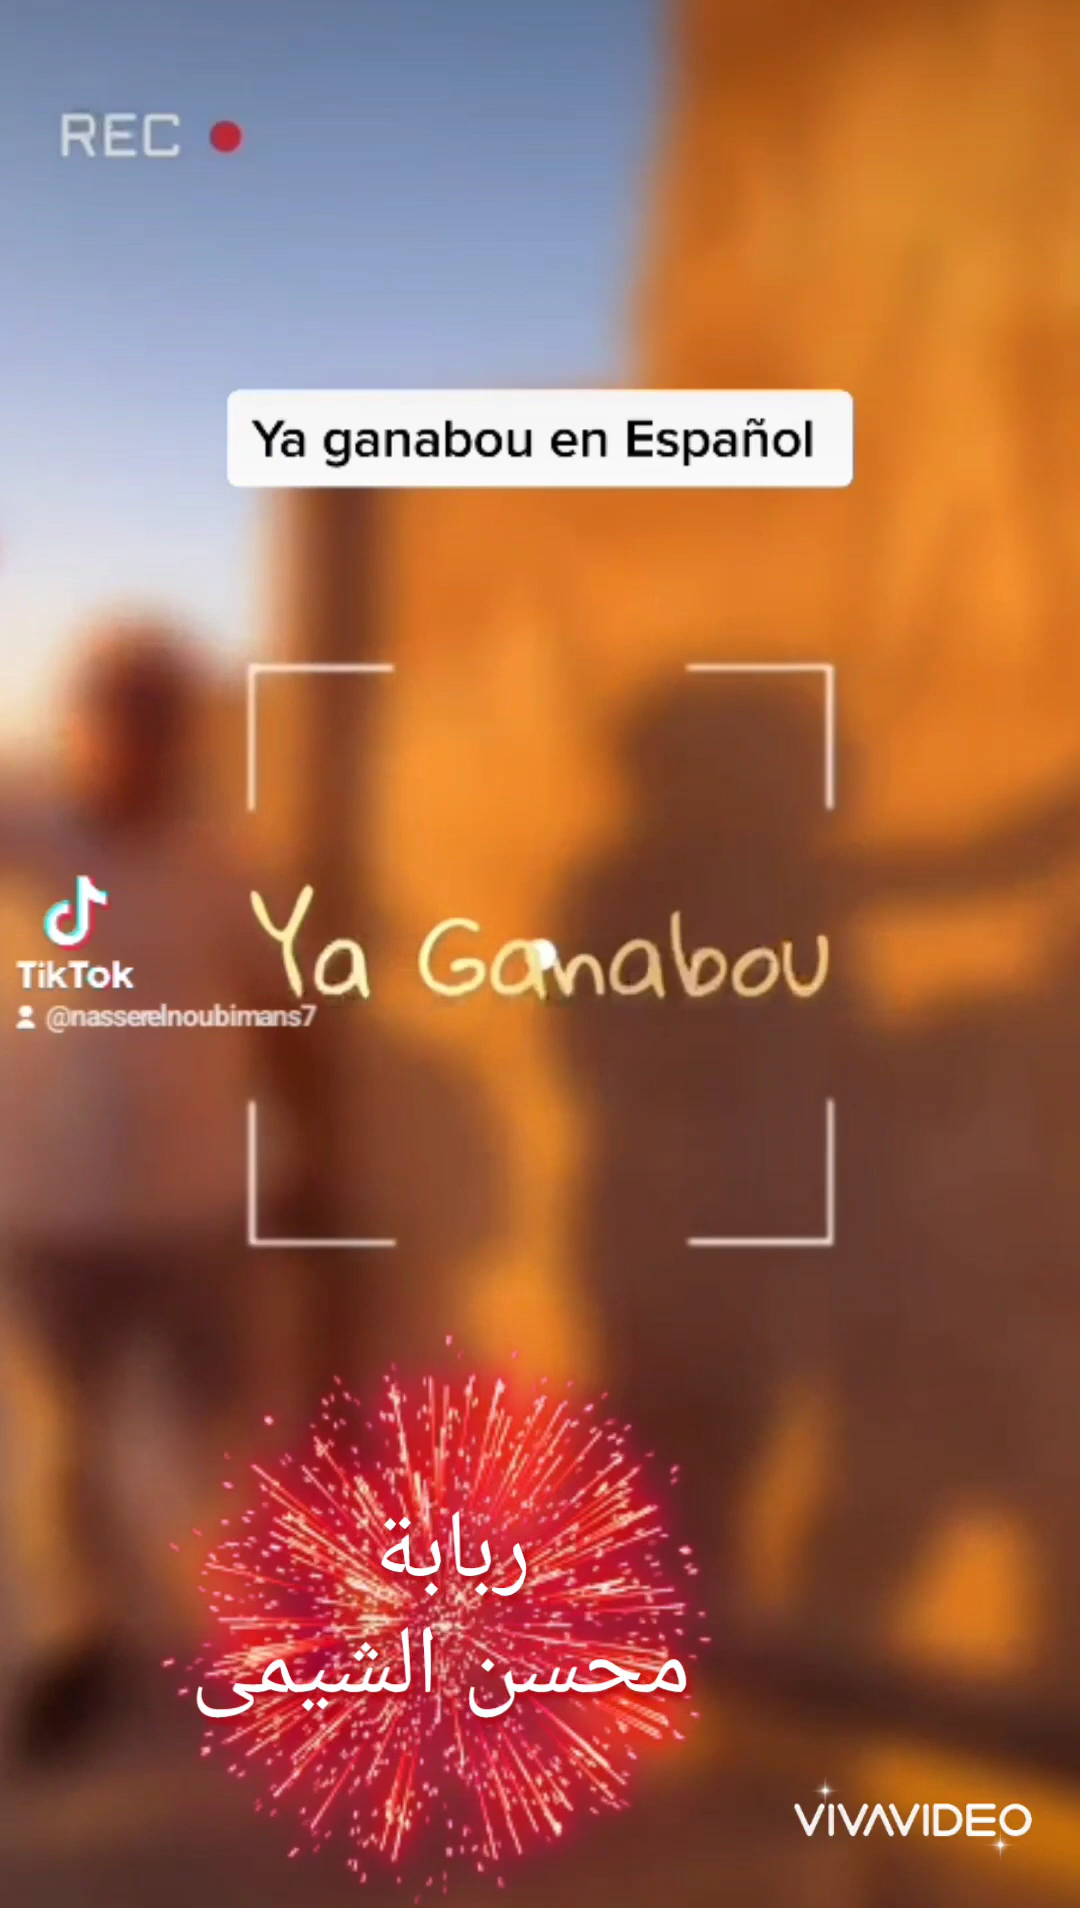 REC
Ya ganabou en Español
Ya Ganabou
TikTok
@nasserelnoubimans7
ربابة
محسن الشيمى
VIVAVIDEO